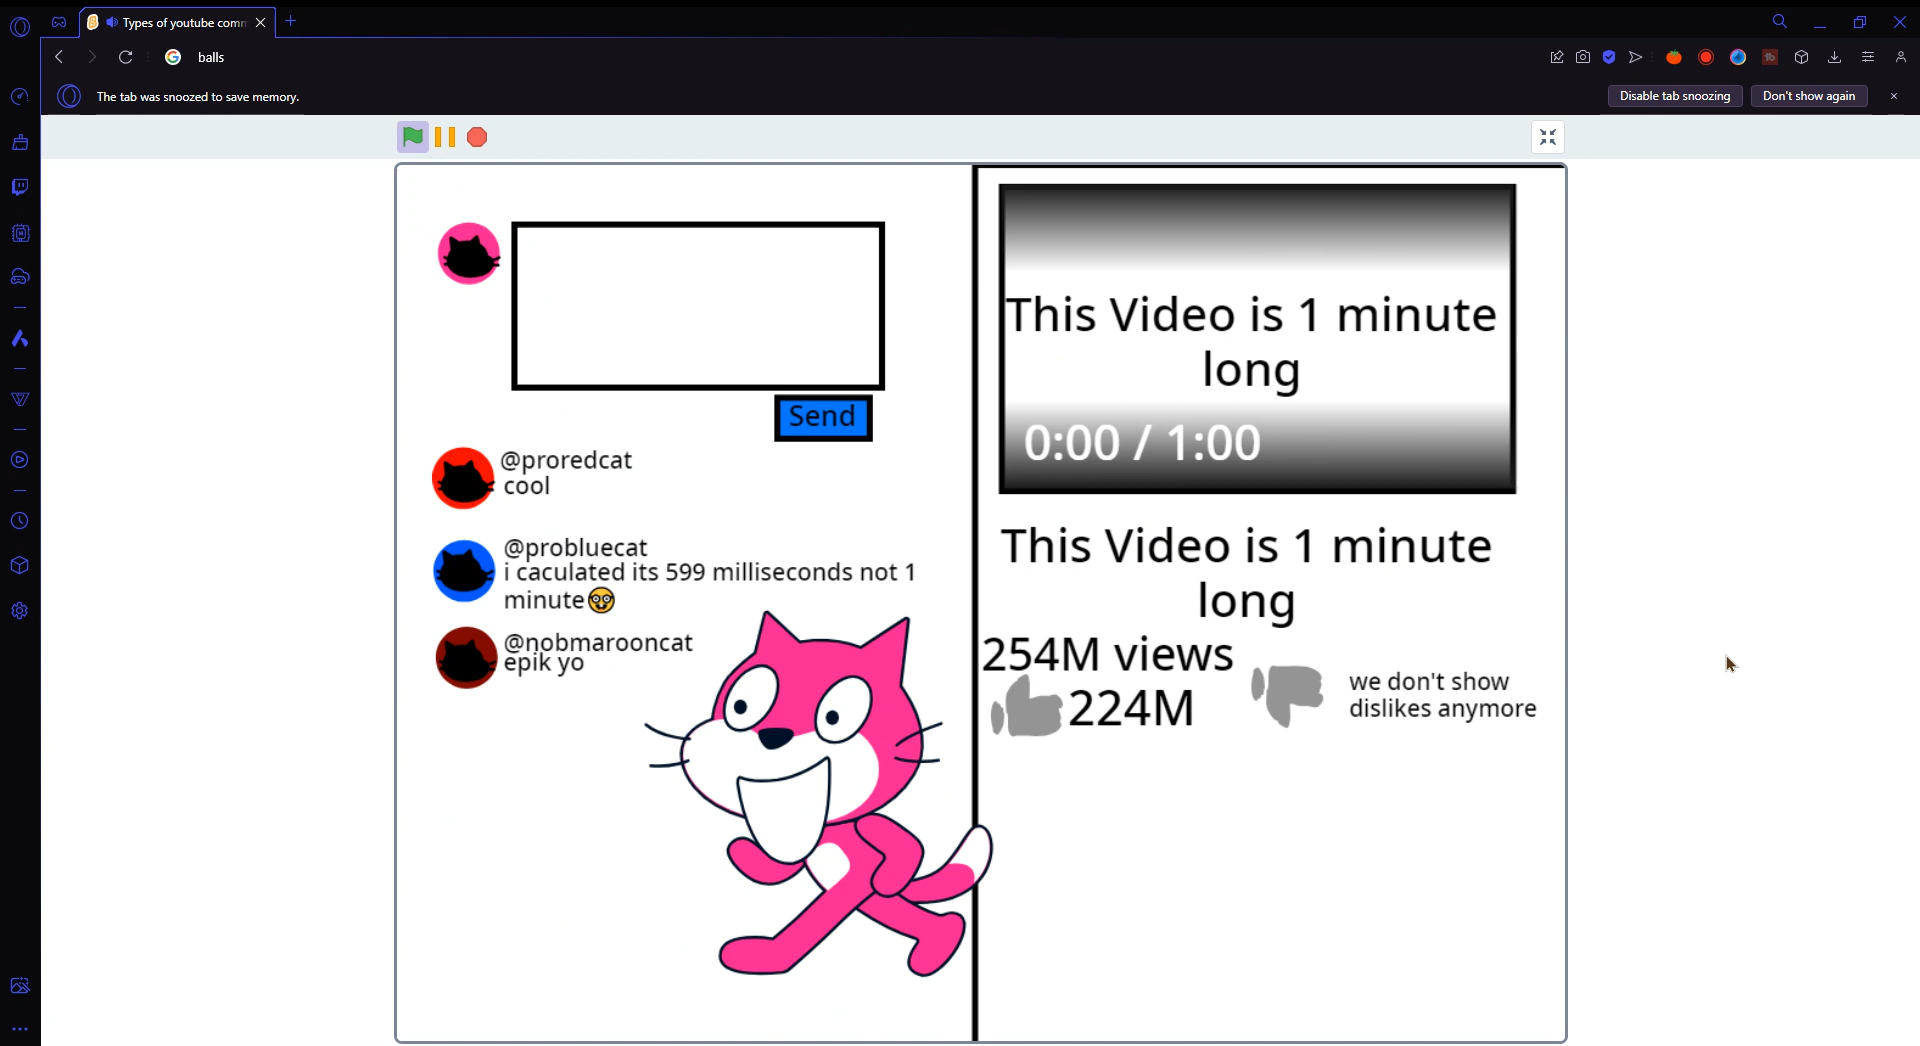 Types of youtube com
balls
The tab was snoozed to save memory.
Disable tab snoozing
Don't show again
Send
@proredcat
cool
@probluecat
i caculated its 599 milliseconds not 1
minute🤓
@nobmarooncat
epik yo
This Video is 1 minute
long
0:00 / 1:00
This Video is 1 minute
long
254M views
224M
we don't show
dislikes anymore